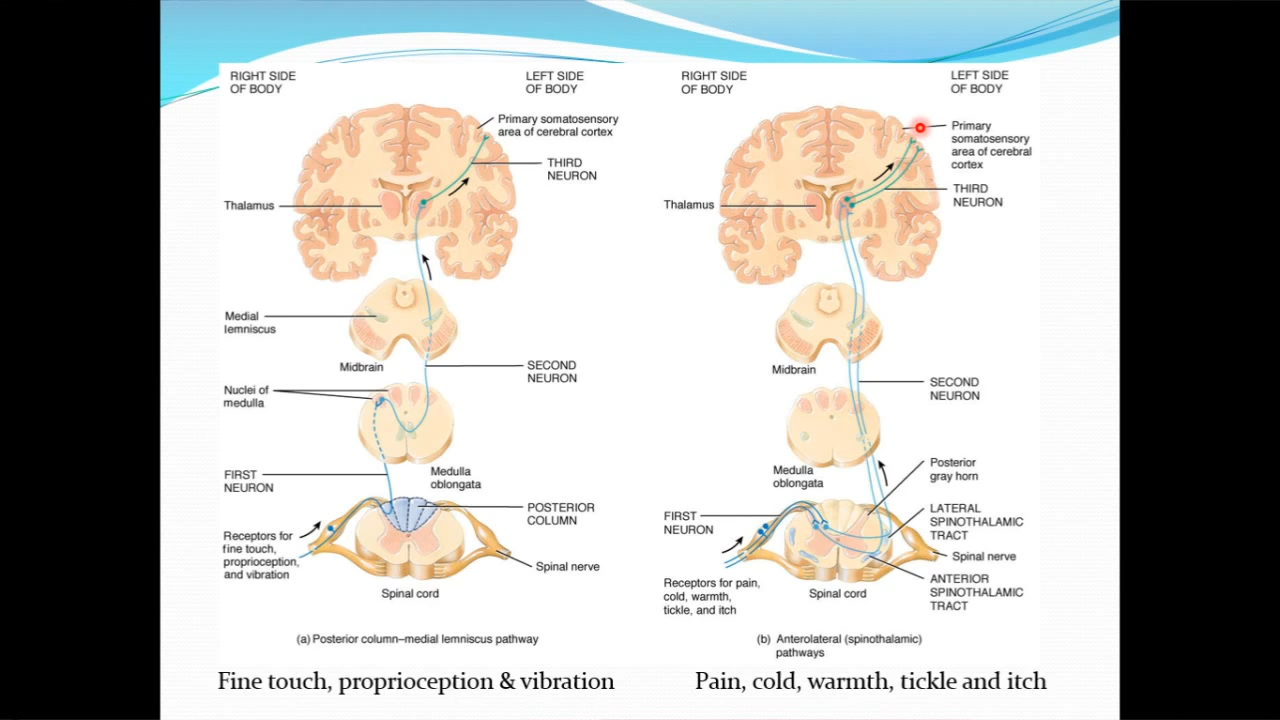 RIGHT SIDE
OF BODY
LEFT SIDE
OF BODY
Primary somatosensory
area of cerebral cortex
THIRD
NEURON
Thalamus
Medial
lemniscus
Midbrain
SECOND
NEURON
Nuclei of
medulla
FIRST
NEURON
Medulla
oblongata
POSTERIOR
COLUMN
Receptors for
fine touch,
proprioception,
and vibration
Spinal nerve
Spinal cord
(a) Posterior column–medial lemniscus pathway
Fine touch, proprioception & vibration
RIGHT SIDE
OF BODY
LEFT SIDE
OF BODY
Primary
somatosensory
area of cerebral
cortex
THIRD
NEURON
Thalamus
Midbrain
SECOND
NEURON
Medulla
oblongata
Posterior
gray horn
FIRST
NEURON
LATERAL
SPINOTHALAMIC
TRACT
Spinal nerve
Receptors for pain,
cold, warmth,
tickle, and itch
Spinal cord
ANTERIOR
SPINOTHALAMIC
TRACT
(b) Anterolateral (spinothalamic)
pathways
Pain, cold, warmth, tickle and itch